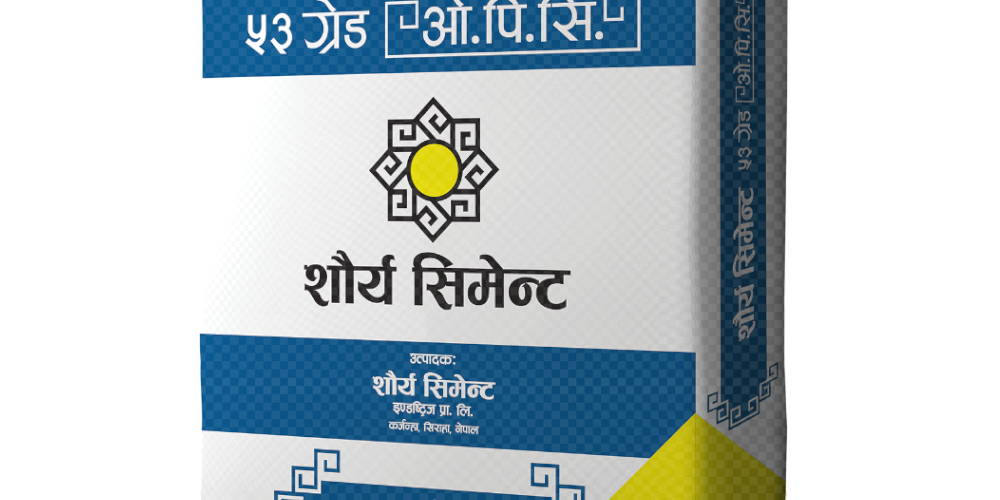 ५३ ग्रेड ओ.पि.सि.
शौर्य सिमेन्ट
उत्पादक:
शौर्य सिमेन्ट
इण्डष्ट्रिज प्रा. लि.
कर्जन्हा, सिराहा, नेपाल
शौर्य सिमेन्ट ५३ ग्रेड ओ.पि.सि.